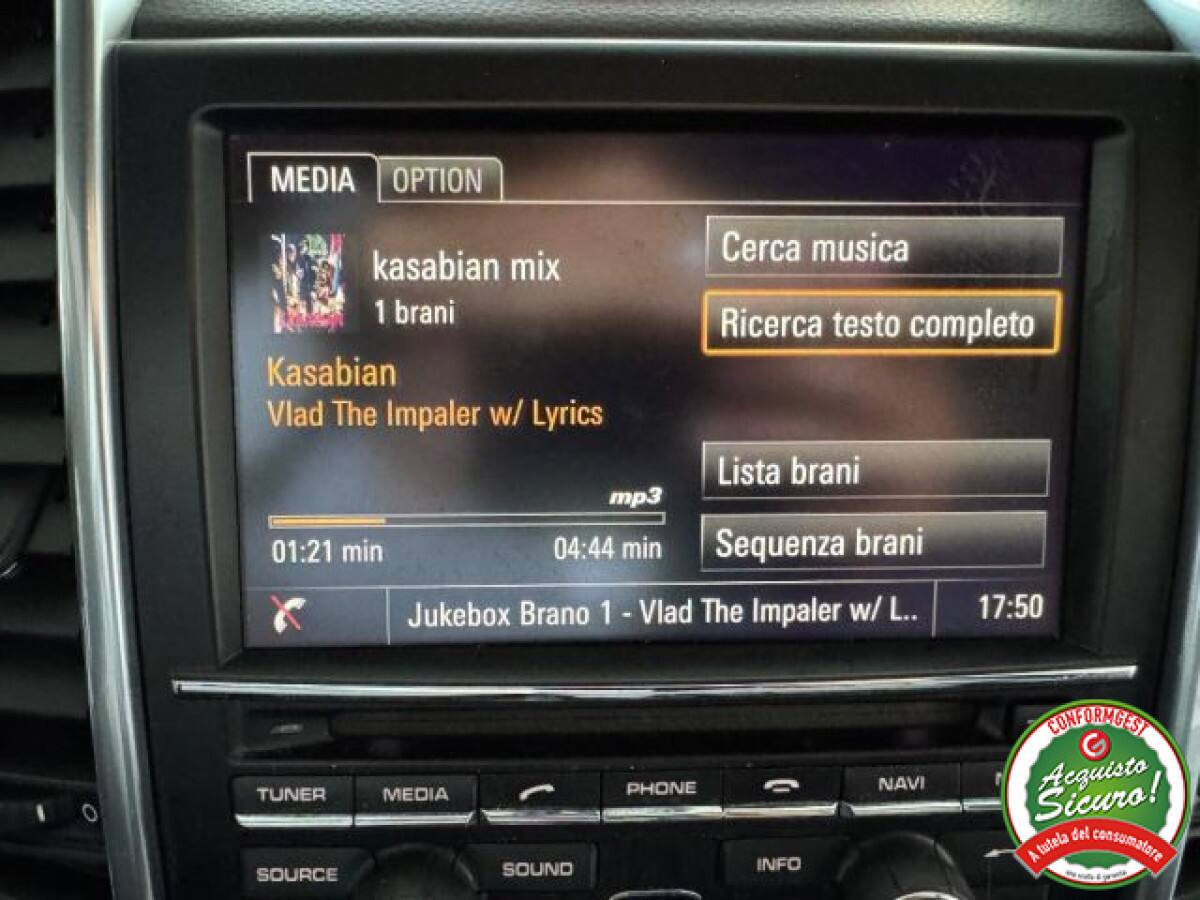 MEDIA
OPTION
kasabian mix
1 brani
Kasabian
Vlad The Impaler w/ Lyrics
mp3
01:21 min
04:44 min
Cerca musica
Ricerca testo completo
Lista brani
Sequenza brani
Jukebox Brano 1 - Vlad The Impaler w/ L..
17:50
TUNER
MEDIA
PHONE
NAVI
SOURCE
SOUND
INFO
CONFORMGEST
Acquisto
Sicuro!
A tutela del consumatore